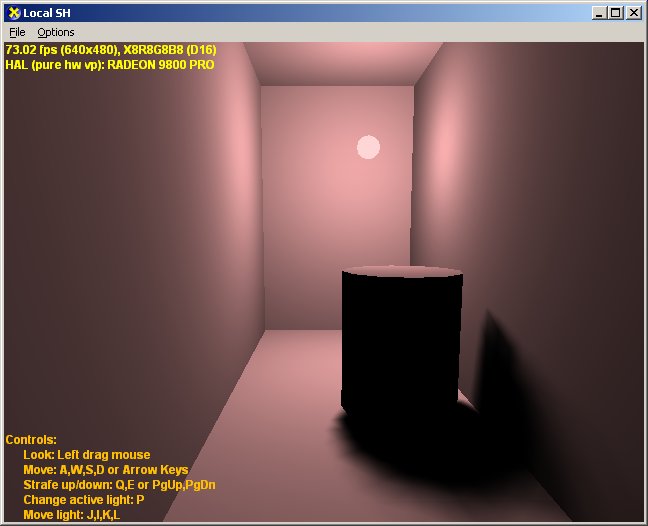 Local SH
File Options
73.02 fps (640x480), X8R8G8B8 (D16)
HAL (pure hw vp): RADEON 9800 PRO
Controls:
Look: Left drag mouse
Move: A,W,S,D or Arrow Keys
Strafe up/down: Q,E or PgUp,PgDn
Change active light: P
Move light: J,I,K,L